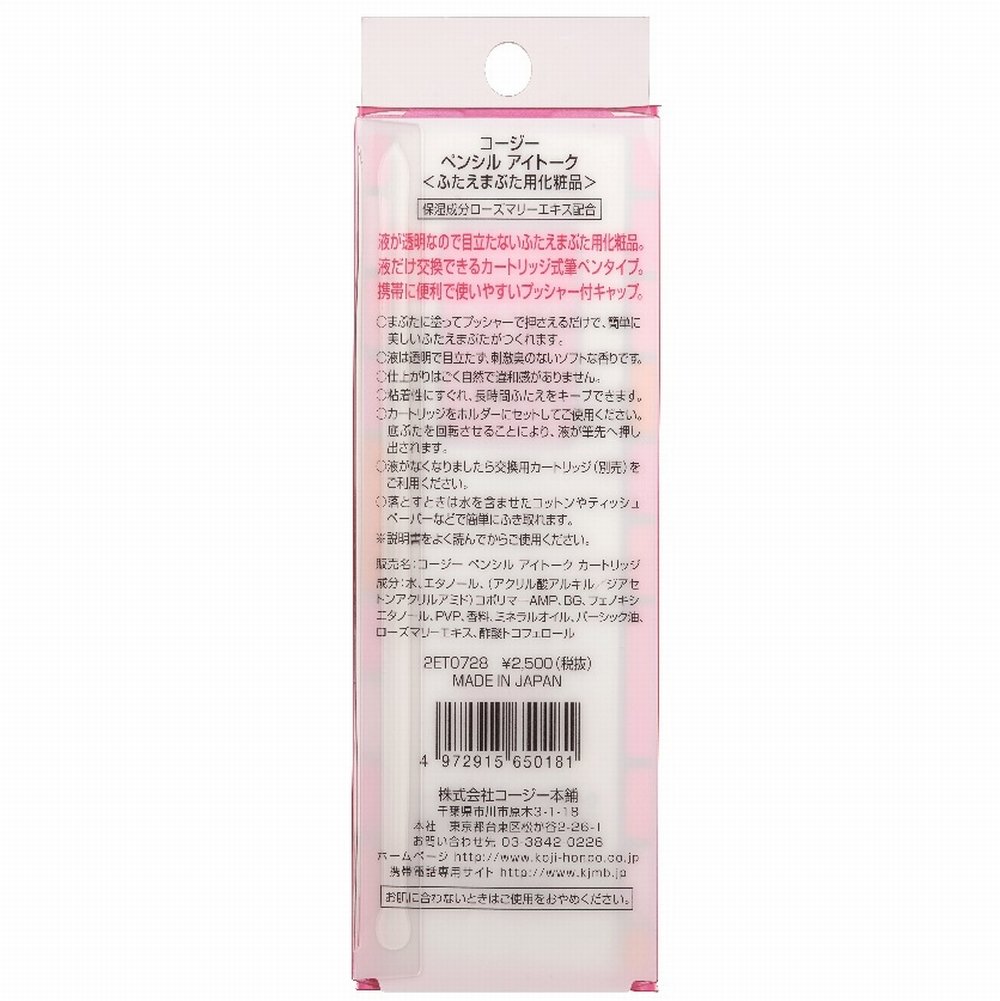 コージー
ペンシル アイトーク
＜ふたえまぶた用化粧品＞
保湿成分ローズマリーエキス配合
液が透明なので目立たないふたえまぶた用化粧品。
液だけ交換できるカートリッジ式筆ペンタイプ。
携帯に便利で使いやすいプッシャー付キャップ。
○まぶたに塗ってプッシャーで押さえるだけで、簡単に
美しいふたえまぶたがつくれます。
○液は透明で目立たず、刺激臭のないソフトな香りです。
○仕上がりはごく自然で違和感がありません。
○粘着性にすぐれ、長時間ふたえをキープできます。
○カートリッジをホルダーにセットしてご使用ください。
底ぶたを回転させることにより、液が筆先へ押し
出されます。
○液がなくなりましたら交換用カートリッジ（別売）を
ご利用ください。
○落とすときは水を含ませたコットンやティッシュ
ペーパーなどで簡単にふき取れます。
※説明書をよく読んでからご使用ください。
販売名：コージー ペンシル アイトーク カートリッジ
成分：水、エタノール、（アクリル酸アルキル／ジアセ
トンアクリルアミド）コポリマーAMP、BG、フェノキシ
エタノール、PVP、香料、ミネラルオイル、パーシック油、
ローズマリーエキス、酢酸トコフェロール
2ET0728 ¥2,500（税抜）
MADE IN JAPAN
4 972915 650181
株式会社コージー本舗
千葉県市川市原木3-1-18
本社 東京都台東区松が谷2-26-1
お問い合わせ先 03-3842 0226
ホームページ http://www.koji-honpo.co.jp
携帯電話専用サイト http://www.kjmb.jp
お肌に合わないときはご使用をおやめください。